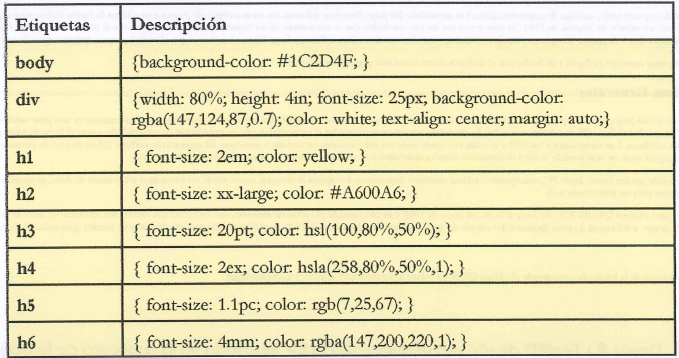 Etiquetas Descripción
body {background-color: #1C2D4F; }
div {width: 80%; height: 4in; font-size: 25px; background-color:
rgba(147,124,87,0.7); color: white; text-align: center; margin: auto;}
h1 { font-size: 2em; color: yellow; }
h2 { font-size: xx-large; color: #A600A6; }
h3 { font-size: 20pt; color: hsl(100,80%,50%); }
h4 { font-size: 2ex; color: hsla(258,80%,50%,1); }
h5 { font-size: 1.1pc; color: rgb(7,25,67); }
h6 { font-size: 4mm; color: rgba(147,200,220,1); }